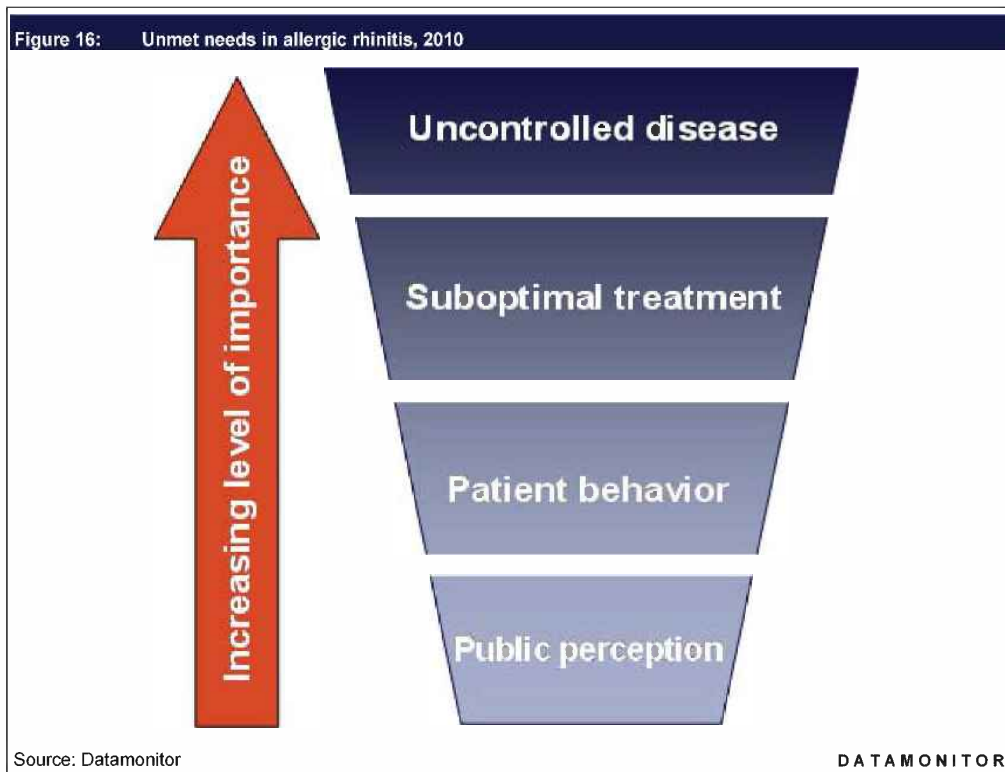 Figure 16: Unmet needs in allergic rhinitis, 2010
Increasing level of importance
Uncontrolled disease
Suboptimal treatment
Patient behavior
Public perception
Source: Datamonitor
DATAMONITOR